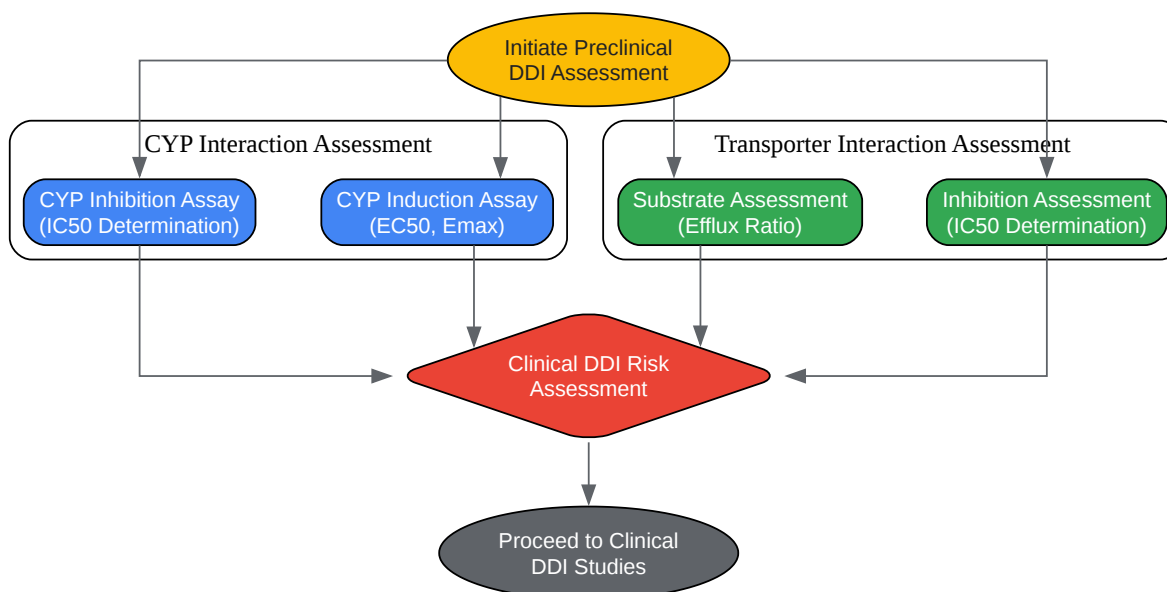 Initiate Preclinical
DDI Assessment
CYP Interaction Assessment
Transporter Interaction Assessment
CYP Inhibition Assay
(IC50 Determination)
CYP Induction Assay
(EC50, Emax)
Substrate Assessment
(Efflux Ratio)
Inhibition Assessment
(IC50 Determination)
Clinical DDI Risk
Assessment
Proceed to Clinical
DDI Studies